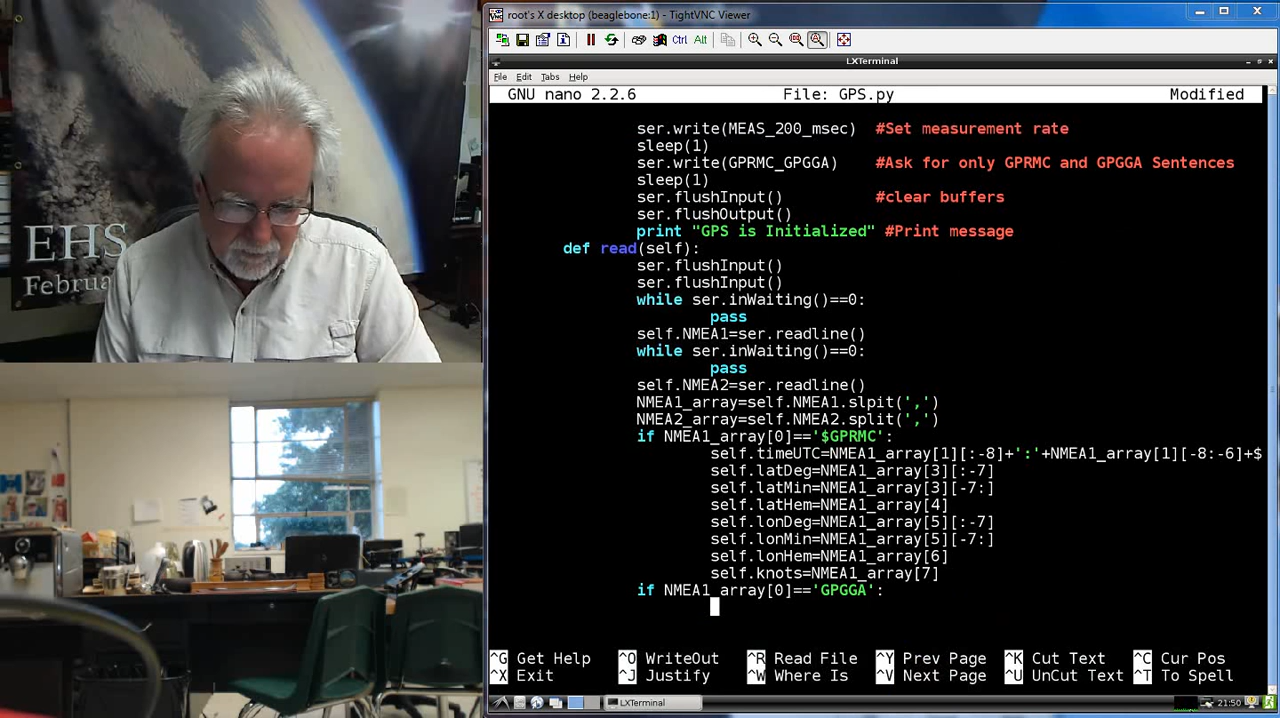 EHS
Februa
root's X desktop (beaglebone:1) - TightVNC Viewer
Ctrl Alt
LXTerminal
File Edit Tabs Help
GNU nano 2.2.6 File: GPS.py Modified
ser.write(MEAS_200_msec) #Set measurement rate
sleep(1)
ser.write(GPRMC_GPGGA) #Ask for only GPRMC and GPGGA Sentences
sleep(1)
ser.flushInput() #clear buffers
ser.flushOutput()
print "GPS is Initialized" #Print message
def read(self):
ser.flushInput()
ser.flushInput()
while ser.inWaiting()==0:
pass
self.NMEA1=ser.readline()
while ser.inWaiting()==0:
pass
self.NMEA2=ser.readline()
NMEA1_array=self.NMEA1.slpit(',')
NMEA2_array=self.NMEA2.split(',')
if NMEA1_array[0]=='$GPRMC':
self.timeUTC=NMEA1_array[1][:-8]+':'+NMEA1_array[1][-8:-6]+$
self.latDeg=NMEA1_array[3][:-7]
self.latMin=NMEA1_array[3][-7:]
self.latHem=NMEA1_array[4]
self.lonDeg=NMEA1_array[5][:-7]
self.lonMin=NMEA1_array[5][-7:]
self.lonHem=NMEA1_array[6]
self.knots=NMEA1_array[7]
if NMEA1_array[0]=='GPGGA':
^G Get Help ^O WriteOut ^R Read File ^Y Prev Page ^K Cut Text ^C Cur Pos
^X Exit ^J Justify ^W Where Is ^V Next Page ^U UnCut Text ^T To Spell
LXTerminal 21:50